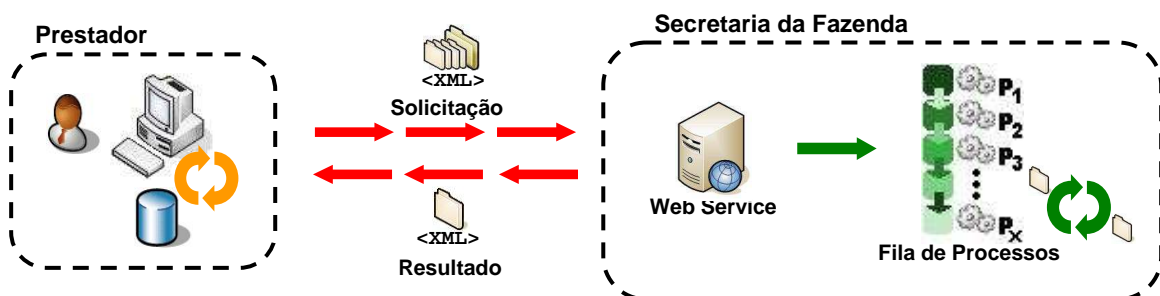 Prestador
Secretaria da Fazenda
<XML>
Solicitação
P1
P2
P3
Px
Web Service
Fila de Processos
<XML>
Resultado